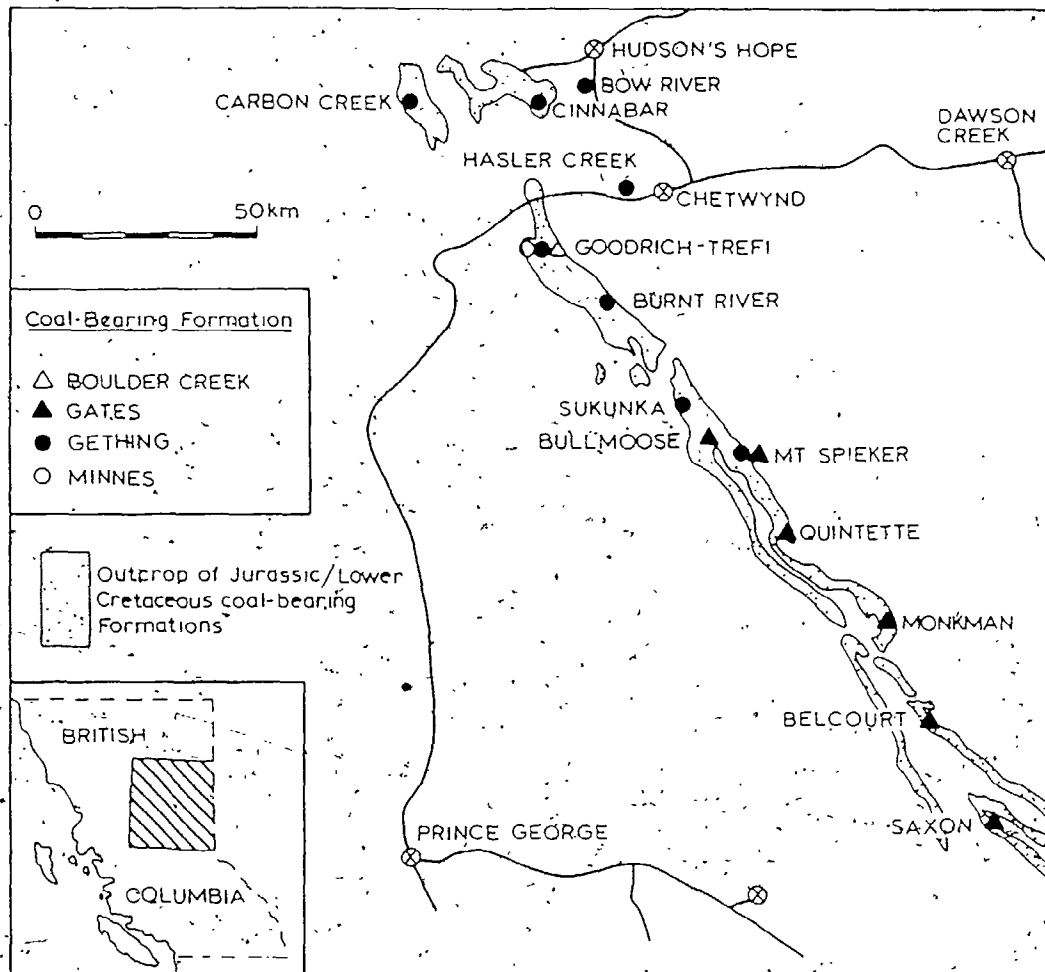 HUDSON'S HOPE
BOW RIVER
CARBON CREEK
CINNABAR
DAWSON
CREEK
HASLER CREEK
CHETWYND
0 50 km
GOODRICH-TREFI
BURNT RIVER
Coal-Bearing Formation
BOULDER CREEK
GATES
GETHING
MINNES
SUKUNKA
BULLMOOSE
MT SPIEKER
QUINTETTE
Outcrop of Jurassic/Lower
Cretaceous coal-bearing
Formations
MONKMAN
BELCOURT
BRITISH
COLUMBIA
SAXON
PRINCE GEORGE